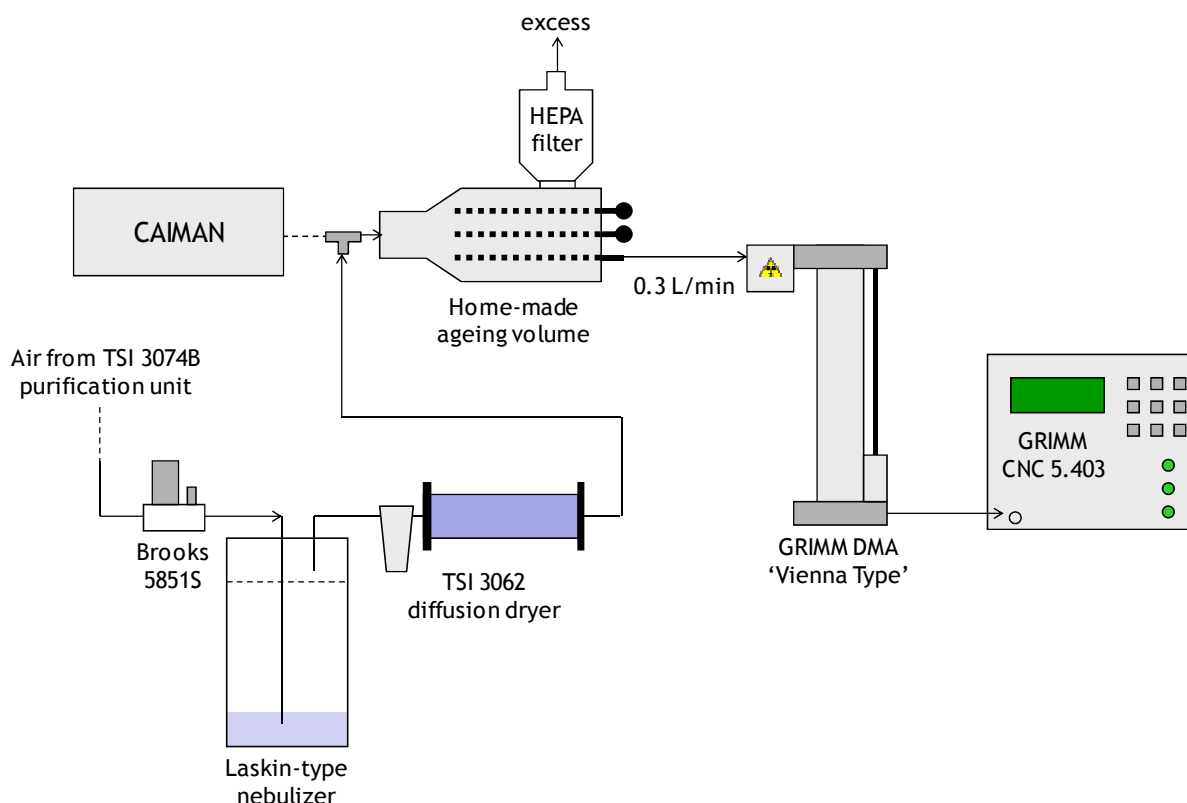 excess
HEPA
filter
CAIMAN
0.3 L/min
Home-made
ageing volume
Air from TSI 3074B
purification unit
GRIMM
CNC 5.403
Brooks
5851S
TSI 3062
diffusion dryer
GRIMM DMA
‘Vienna Type’
Laskin-type
nebulizer